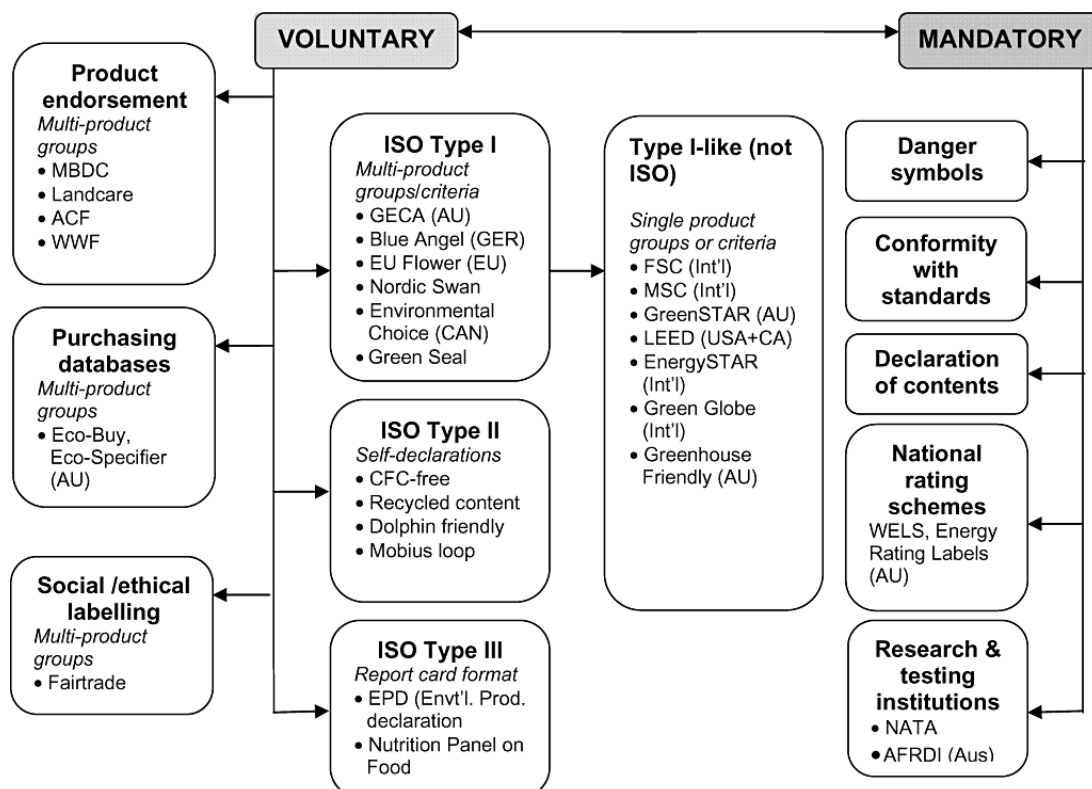 VOLUNTARY
MANDATORY
Product
endorsement
Multi-product
groups
• MBDC
• Landcare
• ACF
• WWF
Purchasing
databases
Multi-product
groups
• Eco-Buy,
Eco-Specifier
(AU)
Social /ethical
labelling
Multi-product
groups
• Fairtrade
ISO Type I
Multi-product
groups/criteria
• GECA (AU)
• Blue Angel (GER)
• EU Flower (EU)
• Nordic Swan
• Environmental
Choice (CAN)
• Green Seal
ISO Type II
Self-declarations
• CFC-free
• Recycled content
• Dolphin friendly
• Mobius loop
ISO Type III
Report card format
• EPD (Envt'l. Prod.
declaration
• Nutrition Panel on
Food
Type I-like (not
ISO)
Single product
groups or criteria
• FSC (Int'l)
• MSC (Int'l)
• GreenSTAR (AU)
• LEED (USA+CA)
• EnergySTAR
(Int'l)
• Green Globe
(Int'l)
• Greenhouse
Friendly (AU)
Danger
symbols
Conformity
with
standards
Declaration
of contents
National
rating
schemes
WELS, Energy
Rating Labels
(AU)
Research &
testing
institutions
• NATA
• AFRDI (Aus)